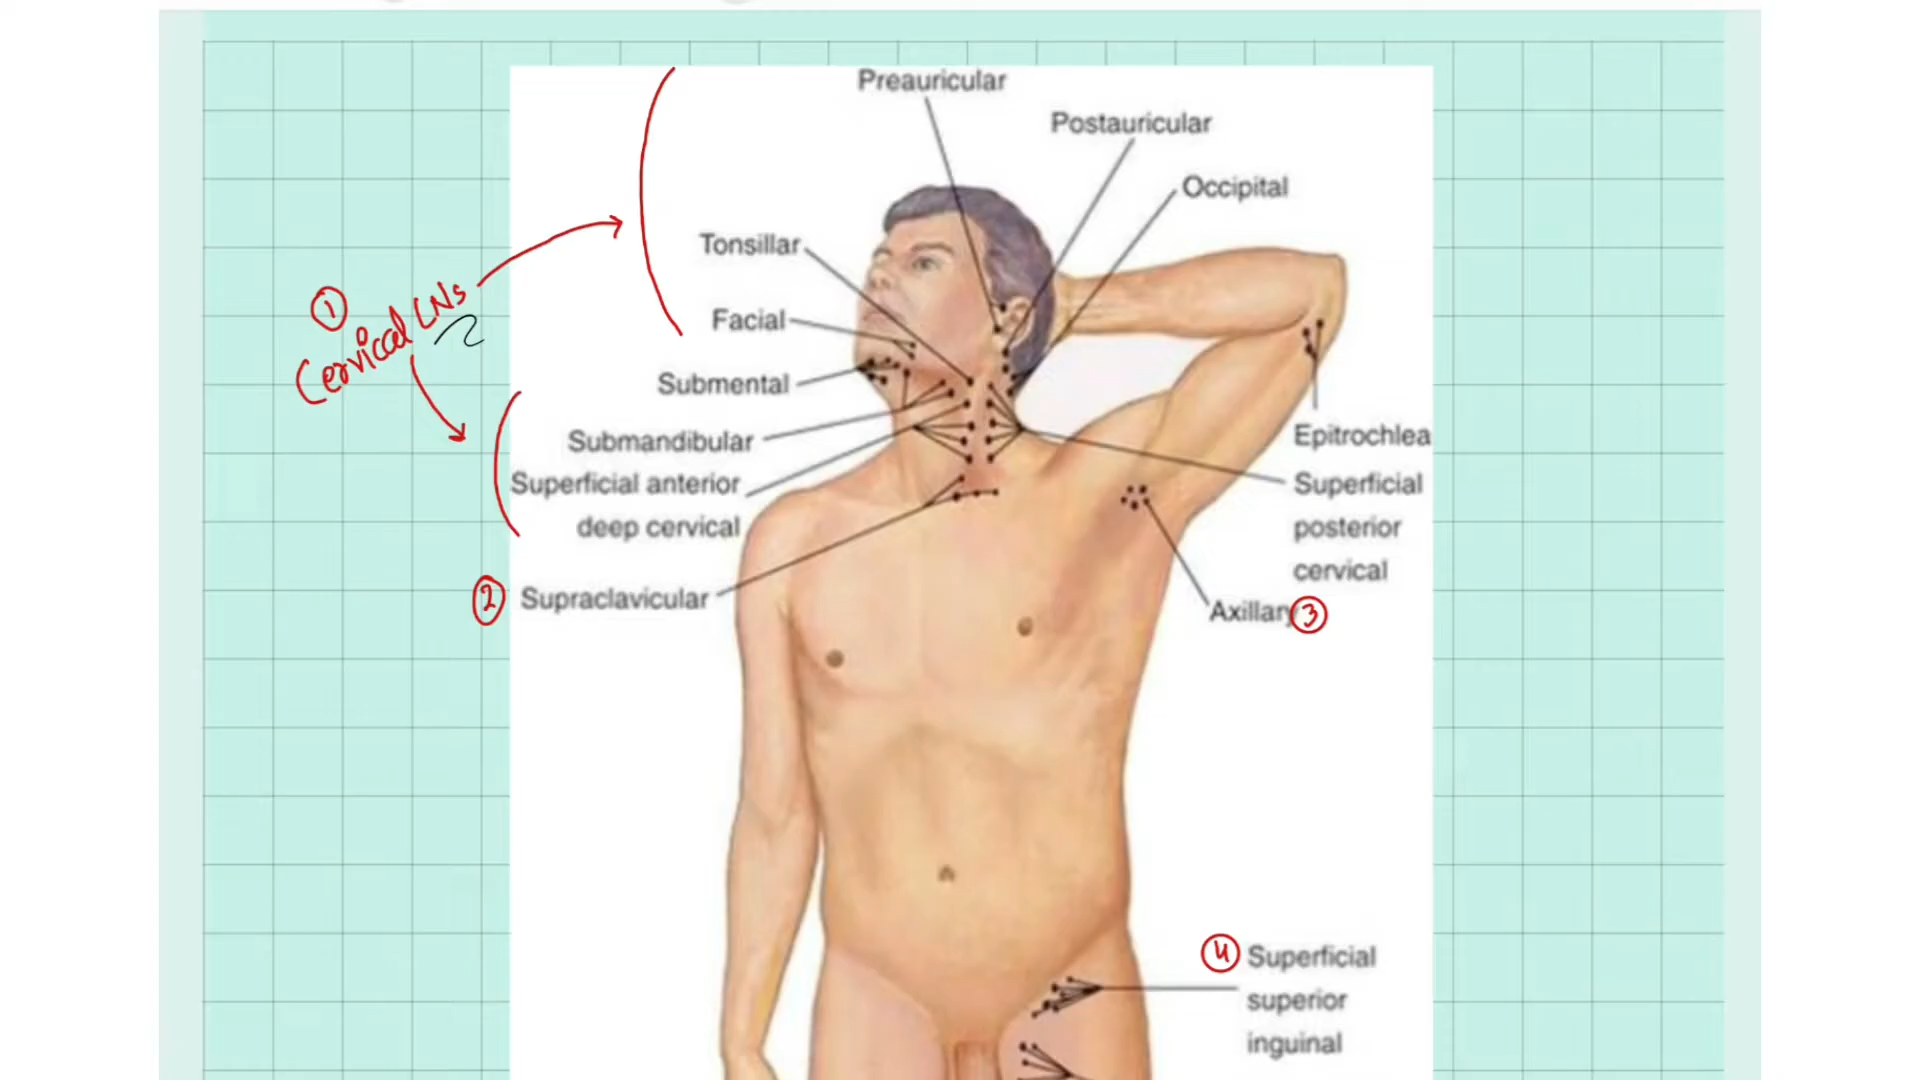 Preauricular
Postauricular
Occipital
Tonsillar
Facial
① Cervical LNs
Submental
Submandibular
Epitrochlea
Superficial anterior
deep cervical
Superficial
posterior
cervical
② Supraclavicular
Axillary ③
④ Superficial
superior
inguinal